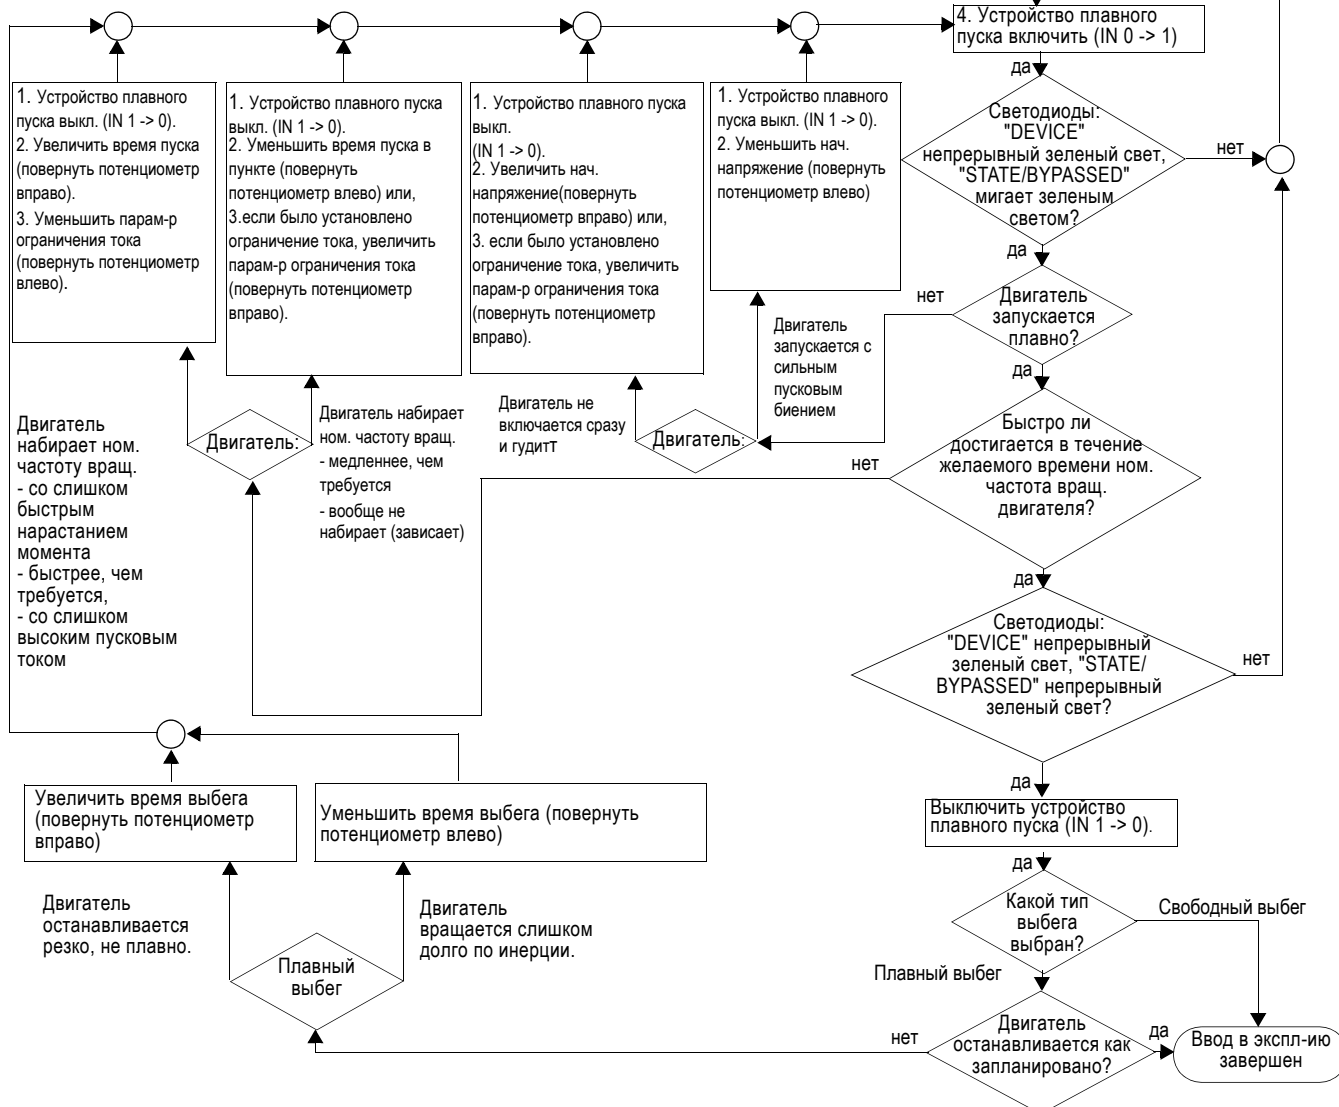 4. Устройство плавного
пуска включить (IN 0 -> 1)
да
1. Устройство плавного
пуска выкл. (IN 1 -> 0).
2. Увеличить время пуска
(повернуть потенциометр
вправо).
3. Уменьшить парам-р
ограничения тока
(повернуть потенциометр
влево).
1. Устройство плавного пуска
выкл. (IN 1 -> 0).
2. Уменьшить время пуска в
пункте (повернуть
потенциометр влево) или,
3.если было установлено
ограничение тока, увеличить
парам-р ограничения тока
(повернуть потенциометр
вправо).
1. Устройство плавного пуска
выкл.
(IN 1 -> 0).
2. Увеличить нач.
напряжение(повернуть
потенциометр вправо) или,
3. если было установлено
ограничение тока, увеличить
парам-р ограничения тока
(повернуть потенциометр
вправо).
1. Устройство плавного
пуска выкл. (IN 1 -> 0).
2. Уменьшить нач.
напряжение (повернуть
потенциометр влево)
Светодиоды:
"DEVICE"
непрерывный зеленый свет,
"STATE/BYPASSED"
мигает зеленым
светом?
нет
да
Двигатель
запускается
плавно?
нет
да
Двигатель
запускается с
сильным
пусковым
биением
Двигатель не
включается сразу
и гудитт
Двигатель:
Двигатель набирает
ном. частоту вращ.
- медленнее, чем
требуется
- вообще не
набирает (зависает)
Двигатель:
Двигатель
набирает ном.
частоту вращ.
- со слишком
быстрым
нарастанием
момента
- быстрее, чем
требуется,
- со слишком
высоким пусковым
током
Быстро ли
достигается в течение
желаемого времени ном.
частота вращ.
двигателя?
нет
да
Светодиоды:
"DEVICE" непрерывный
зеленый свет, "STATE/
BYPASSED" непрерывный
зеленый свет?
нет
да
Выключить устройство
плавного пуска (IN 1 -> 0).
да
Какой тип
выбега
выбран?
Свободный выбег
Плавный выбег
Двигатель
останавливается как
запланировано?
нет
да
Ввод в экспл-ию
завершен
Увеличить время выбега
(повернуть потенциометр
вправо)
Уменьшить время выбега (повернуть
потенциометр влево)
Двигатель
останавливается
резко, не плавно.
Двигатель
вращается слишком
долго по инерции.
Плавный
выбег